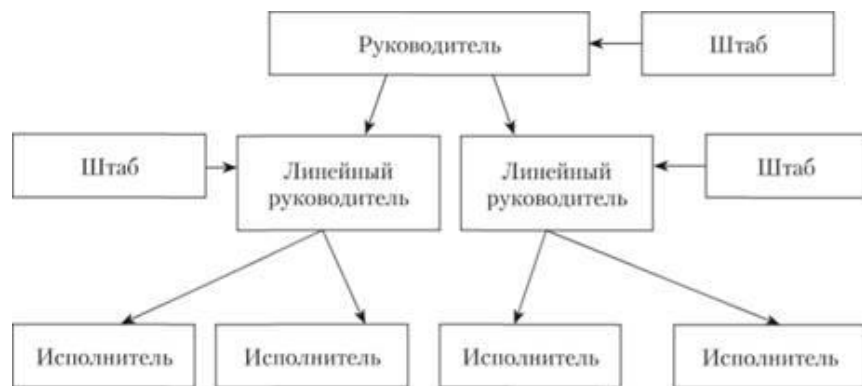 Руководитель
Штаб
Штаб
Линейный
руководитель
Линейный
руководитель
Штаб
Исполнитель
Исполнитель
Исполнитель
Исполнитель